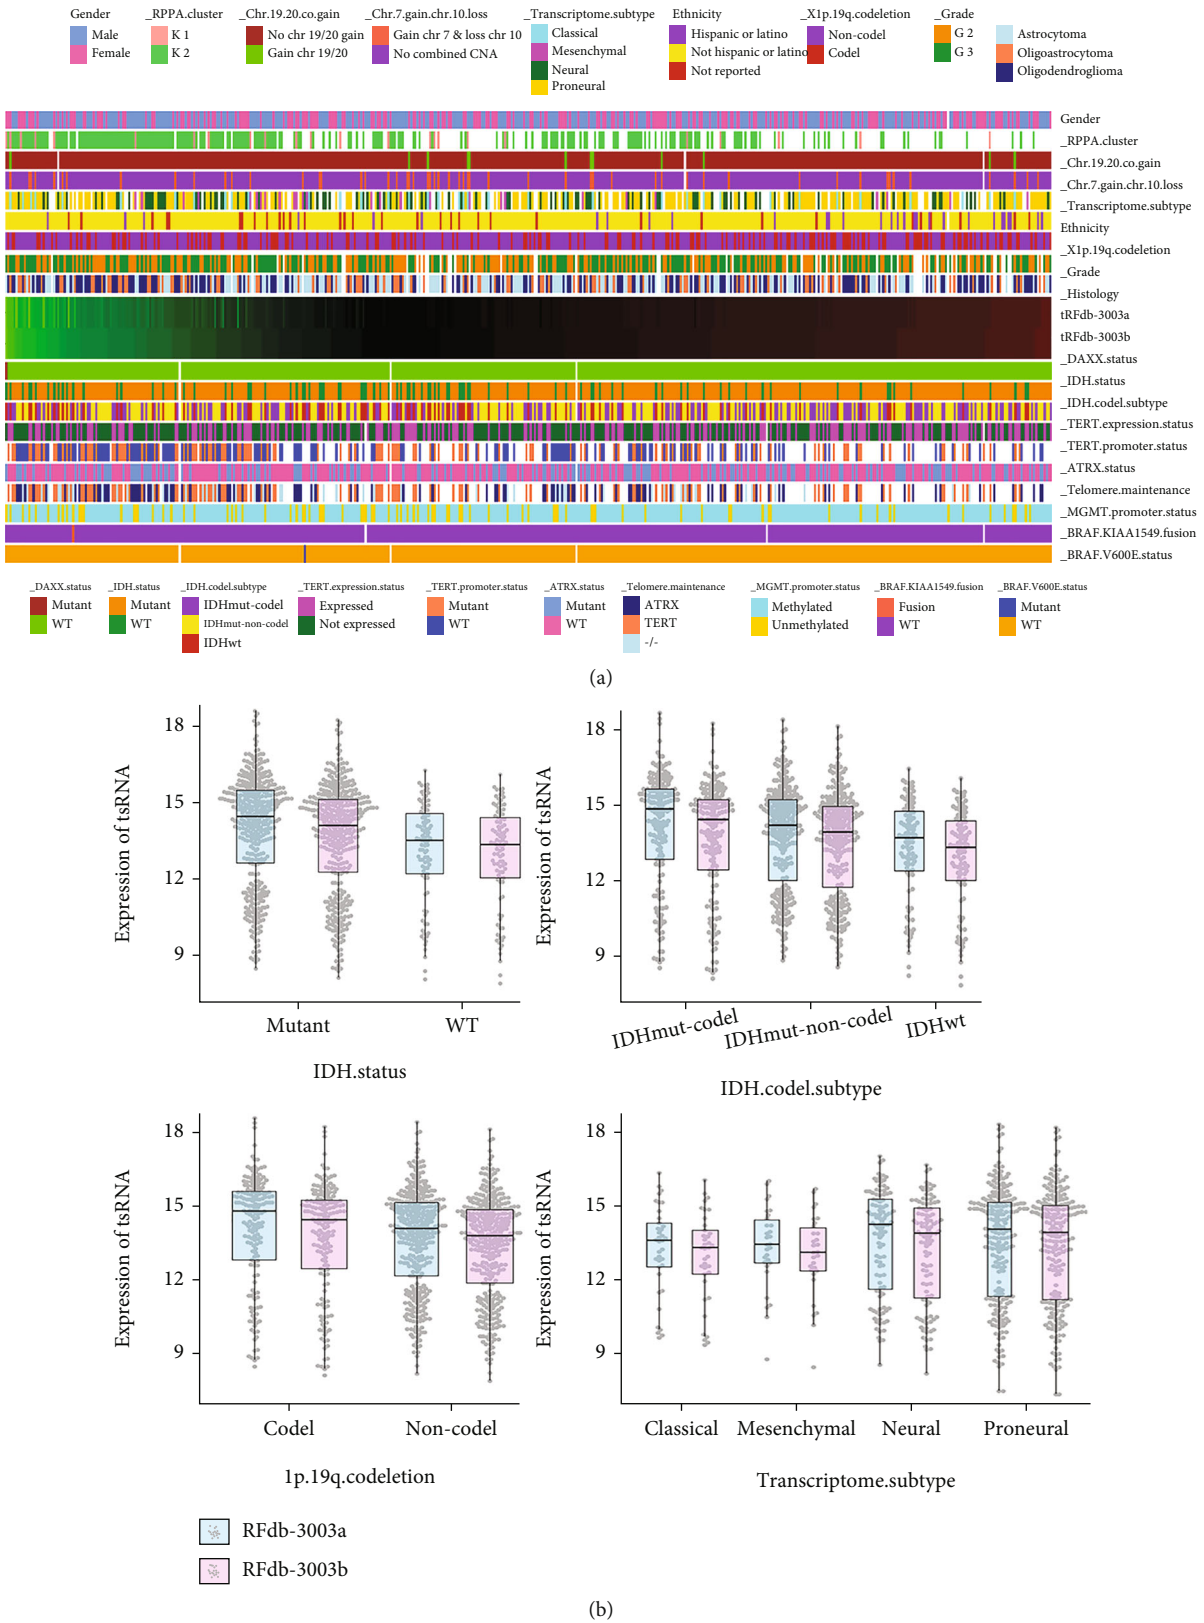 Gender
Male
Female
_RPPA.cluster
K 1
K 2
_Chr.19.20.co.gain
No chr 19/20 gain
Gain chr 19/20
_Chr.7.gain.chr.10.loss
Gain chr 7 & loss chr 10
No combined CNA
_Transcriptome.subtype
Classical
Mesenchymal
Neural
Proneural
Ethnicity
Hispanic or latino
Not hispanic or latino
Not reported
_X1p.19q.codeletion
Non-codel
Codel
_Grade
G 2
G 3
Astrocytoma
Oligoastrocytoma
Oligodendroglioma
Gender
_RPPA.cluster
_Chr.19.20.co.gain
_Chr.7.gain.chr.10.loss
_Transcriptome.subtype
Ethnicity
_X1p.19q.codeletion
_Grade
_Histology
tRFdb-3003a
tRFdb-3003b
_DAXX.status
_IDH.status
_IDH.codel.subtype
_TERT.expression.status
_TERT.promoter.status
_ATRX.status
_Telomere.maintenance
_MGMT.promoter.status
_BRAF.KIAA1549.fusion
_BRAF.V600E.status
_DAXX.status
Mutant
WT
_IDH.status
Mutant
WT
_IDH.codel.subtype
IDHmut-codel
IDHmut-non-codel
IDHwt
_TERT.expression.status
Expressed
Not expressed
_TERT.promoter.status
Mutant
WT
_ATRX.status
Mutant
WT
_Telomere.maintenance
ATRX
TERT
-/-
_MGMT.promoter.status
Methylated
Unmethylated
_BRAF.KIAA1549.fusion
Fusion
WT
_BRAF.V600E.status
Mutant
WT
(a)
Expression of tsRNA
18
15
12
9
Mutant
WT
IDH.status
Expression of tsRNA
18
15
12
9
IDHmut-codel
IDHmut-non-codel
IDHwt
IDH.codel.subtype
Expression of tsRNA
18
15
12
9
Codel
Non-codel
1p.19q.codeletion
Expression of tsRNA
18
15
12
9
Classical
Mesenchymal
Neural
Proneural
Transcriptome.subtype
RFdb-3003a
RFdb-3003b
(b)